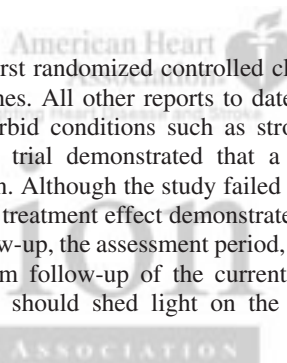 American Heart
Association
rst randomized controlled cl
nes. All other reports to date
rbid conditions such as stro
trial demonstrated that a
n. Although the study failed
treatment effect demonstrate
w-up, the assessment period,
m follow-up of the current
should shed light on the
ASSOCIATION